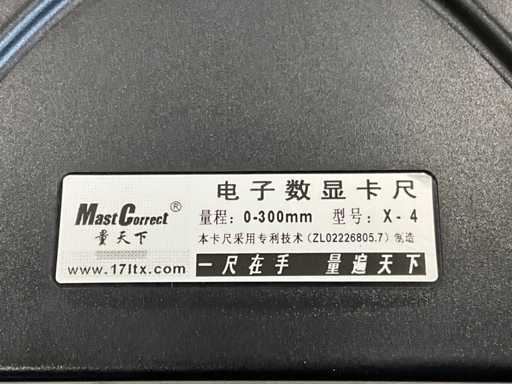 MastCorrect®
量天下
www.17ltx.com
电子数显卡尺
量程: 0-300mm 型号: X-4
本卡尺采用专利技术(ZL02226805.7)制造
一尺在手 量遍天下